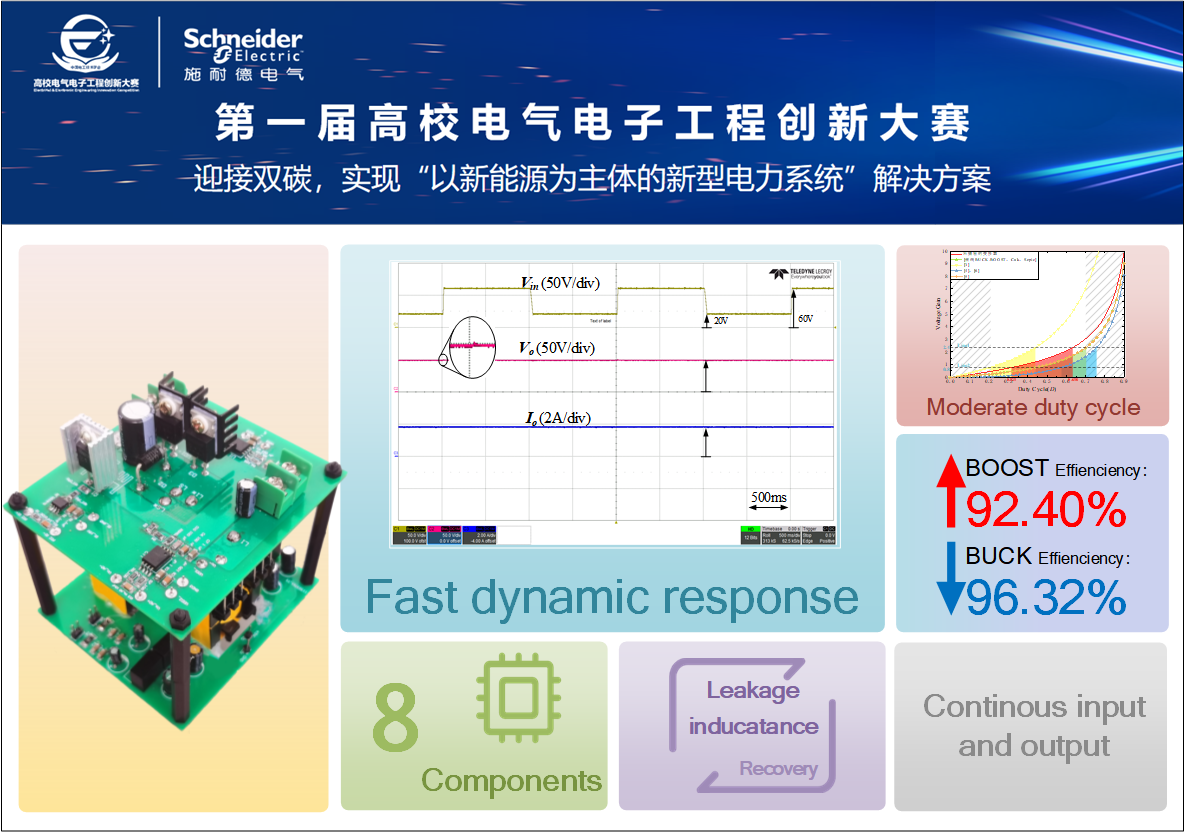 高校电气电子工程创新大赛
Schneider
Electric
施耐德电气
第一届高校电气电子工程创新大赛
迎接双碳，实现“以新能源为主体的新型电力系统”解决方案
Vin (50V/div)
TELEDYNE LECROY
Everywhereyoulook
20V
60V
Vo (50V/div)
Io (2A/div)
500ms
Fast dynamic response
Voltage Gain
Duty Cycle(D)
Moderate duty cycle
BOOST Effienciency:
92.40%
BUCK Effienciency:
96.32%
8
Components
Leakage
inducatance
Recovery
Continous input
and output